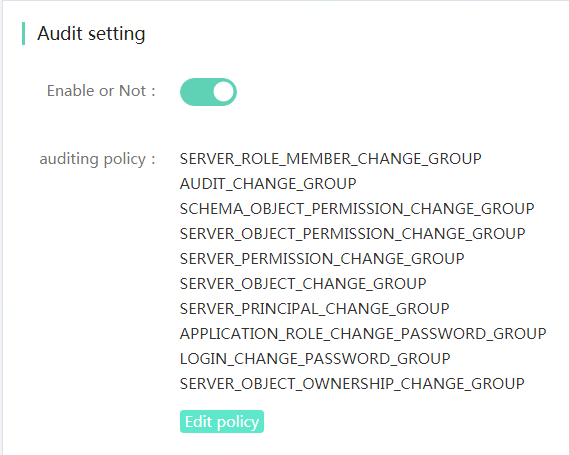 Audit setting
Enable or Not :
auditing policy :
SERVER_ROLE_MEMBER_CHANGE_GROUP
AUDIT_CHANGE_GROUP
SCHEMA_OBJECT_PERMISSION_CHANGE_GROUP
SERVER_OBJECT_PERMISSION_CHANGE_GROUP
SERVER_PERMISSION_CHANGE_GROUP
SERVER_OBJECT_CHANGE_GROUP
SERVER_PRINCIPAL_CHANGE_GROUP
APPLICATION_ROLE_CHANGE_PASSWORD_GROUP
LOGIN_CHANGE_PASSWORD_GROUP
SERVER_OBJECT_OWNERSHIP_CHANGE_GROUP
Edit policy